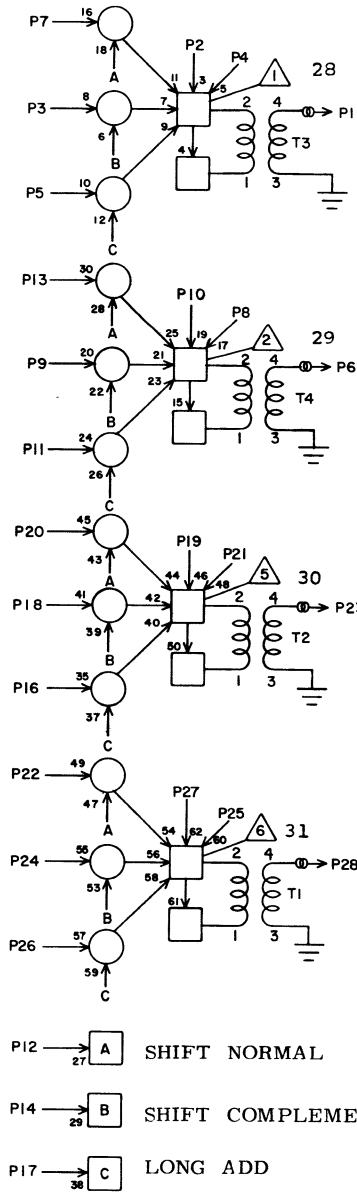 P7 16
18
A
P2 P4
3 5
11
1 28
P3 8
6
7
B
9
2 4 P1
T3
4
1 3
P5 10
12
C
P13 30
28
A
P10 P8
25 19 17
2 29
P9 20
22
21
B
23
2 4 P6
T4
15
1 3
P11 24
26
C
P20 45
43
A
P19 P21
44 46 48
5 30
P18 41
39
42
B
40
2 4 P23
T2
50
1 3
P16 35
37
C
P22 49
47
A
P27 P25
54 62 60
6 31
P24 55
53
56
B
58
2 4 P28
T1
61
1 3
P26 57
59
C
P12 27 A SHIFT NORMAL
P14 29 B SHIFT COMPLEME
P17 38 C LONG ADD